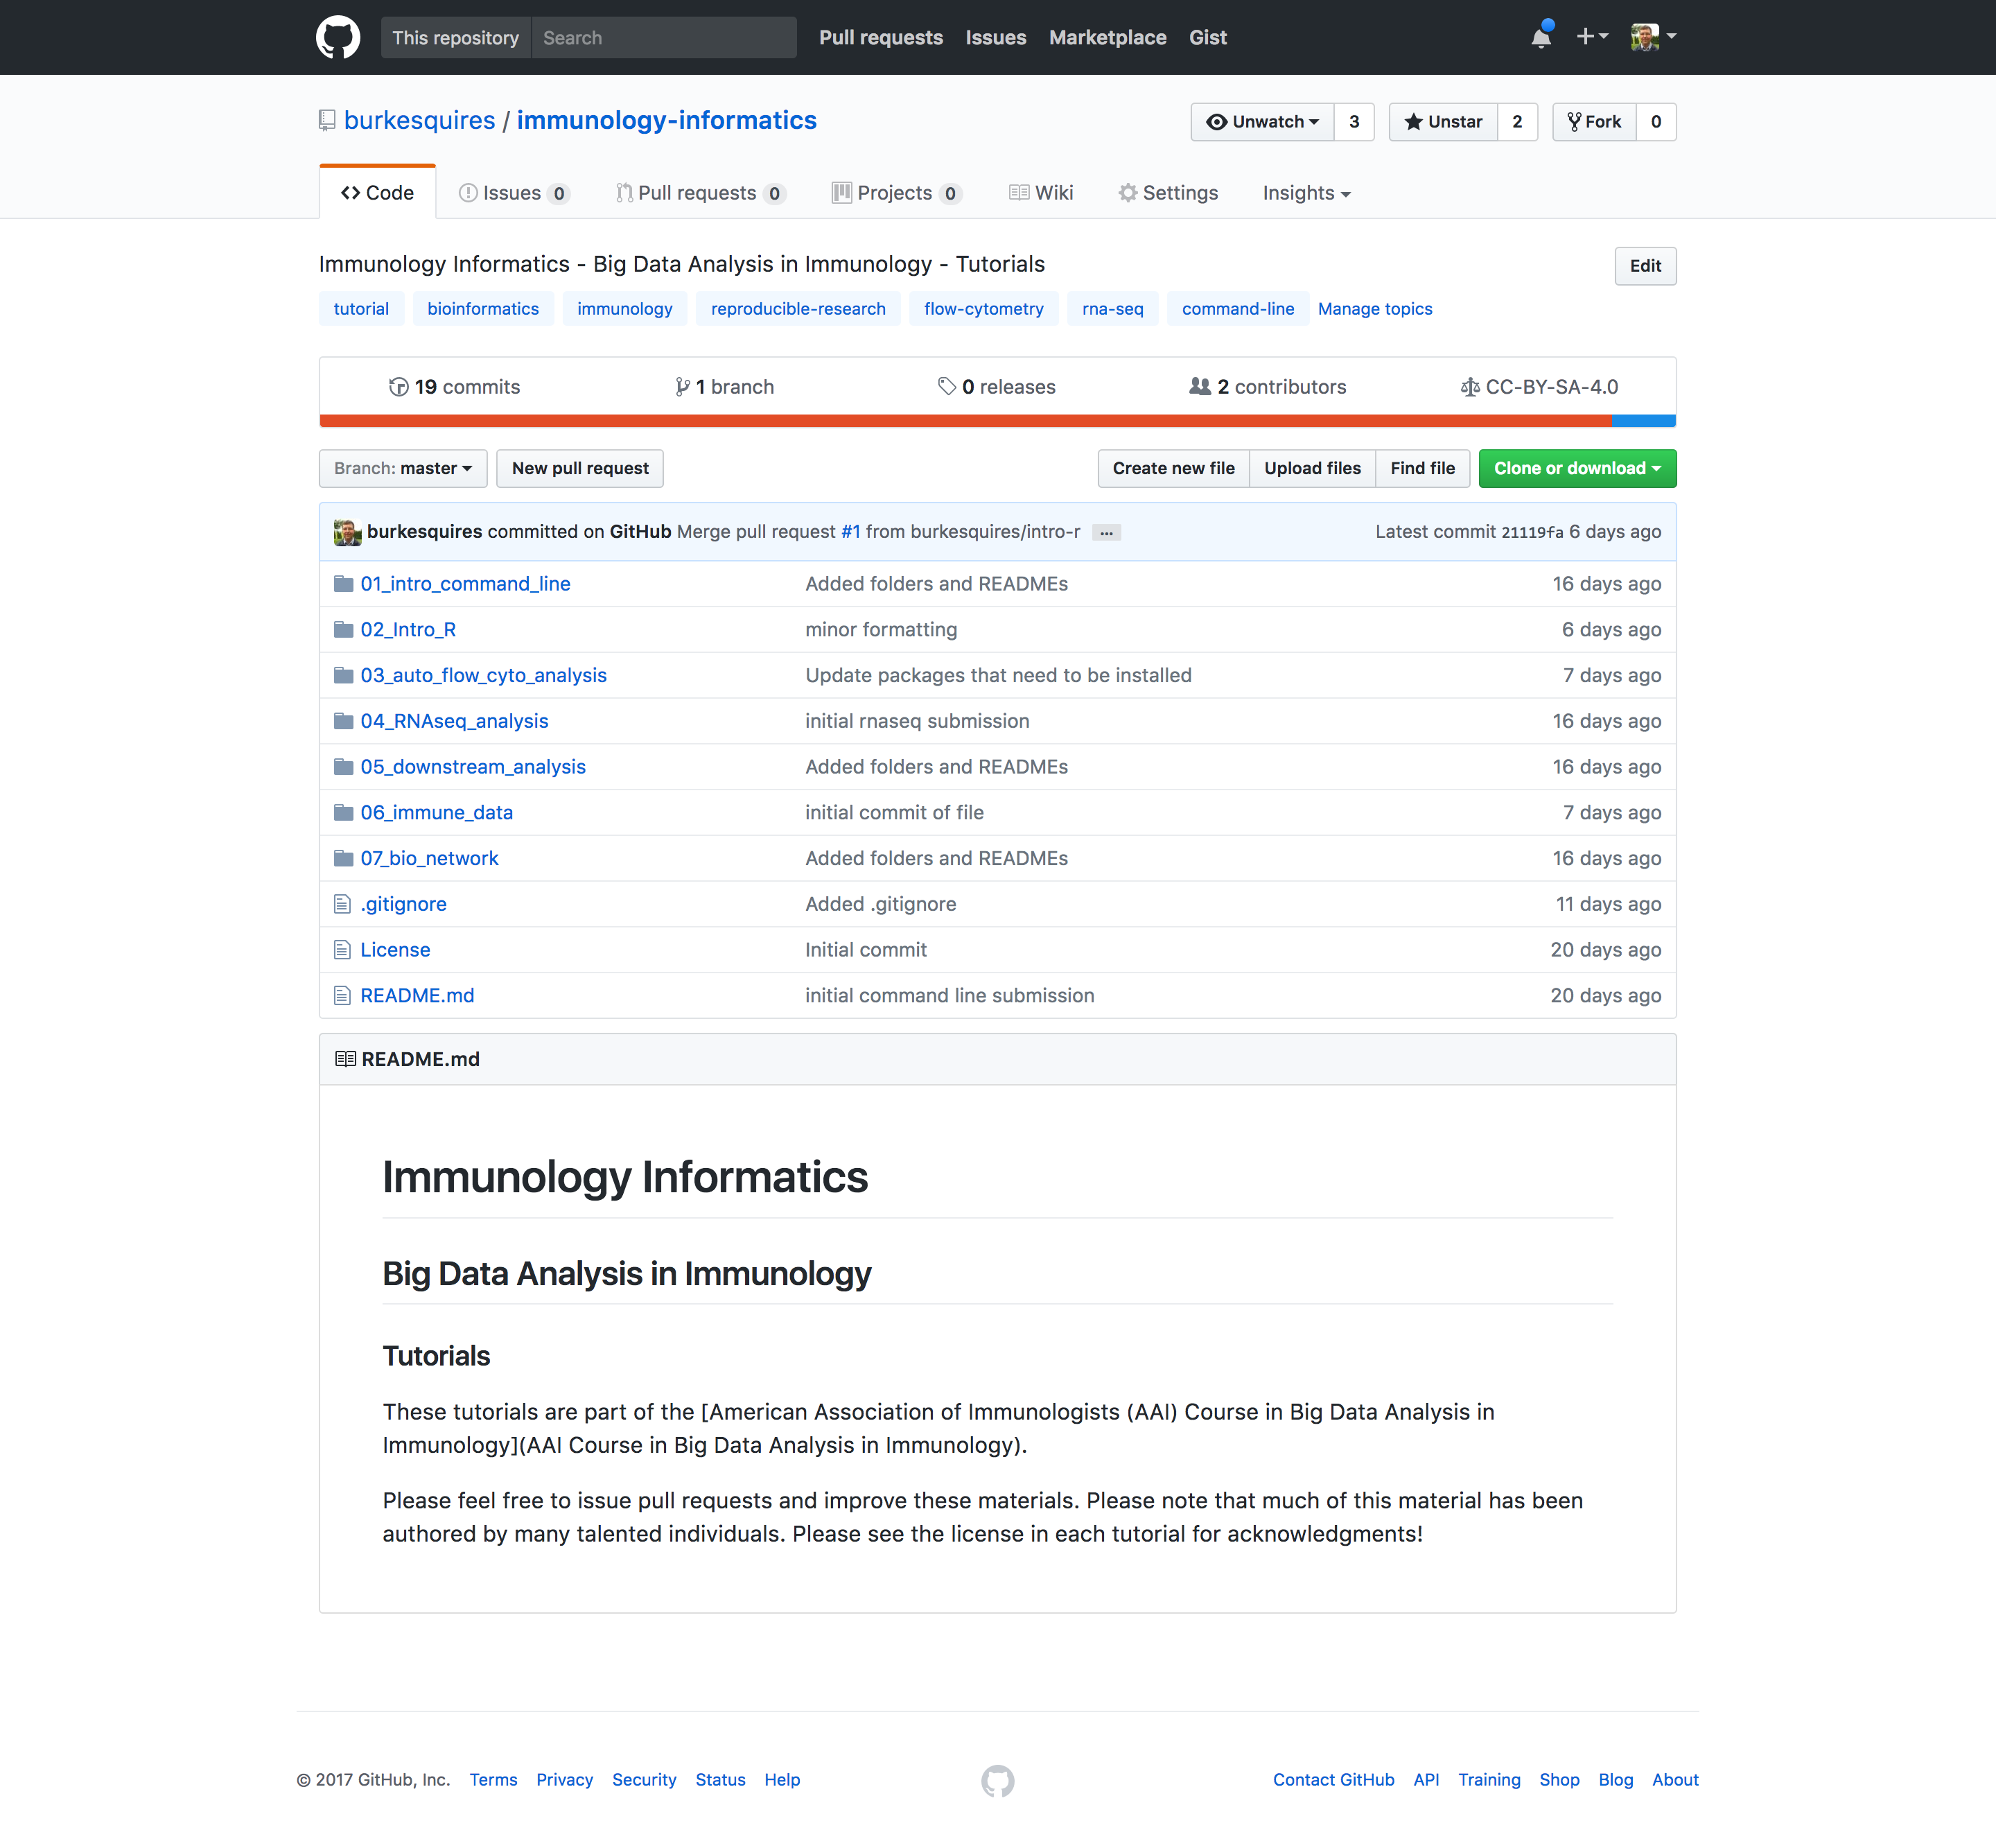 This repository Search Pull requests Issues Marketplace Gist
burkesquires / immunology-informatics Unwatch 3 Unstar 2 Fork 0
Code Issues 0 Pull requests 0 Projects 0 Wiki Settings Insights
Immunology Informatics - Big Data Analysis in Immunology - Tutorials Edit
tutorial bioinformatics immunology reproducible-research flow-cytometry rna-seq command-line Manage topics
19 commits 1 branch 0 releases 2 contributors CC-BY-SA-4.0
Branch: master New pull request Create new file Upload files Find file Clone or download
burkesquires committed on GitHub Merge pull request #1 from burkesquires/intro-r ... Latest commit 21119fa 6 days ago
01_intro_command_line Added folders and READMEs 16 days ago
02_Intro_R minor formatting 6 days ago
03_auto_flow_cyto_analysis Update packages that need to be installed 7 days ago
04_RNAseq_analysis initial rnaseq submission 16 days ago
05_downstream_analysis Added folders and READMEs 16 days ago
06_immune_data initial commit of file 7 days ago
07_bio_network Added folders and READMEs 16 days ago
.gitignore Added .gitignore 11 days ago
License Initial commit 20 days ago
README.md initial command line submission 20 days ago
README.md
Immunology Informatics
Big Data Analysis in Immunology
Tutorials
These tutorials are part of the [American Association of Immunologists (AAI) Course in Big Data Analysis in
Immunology](AAI Course in Big Data Analysis in Immunology).
Please feel free to issue pull requests and improve these materials. Please note that much of this material has been
authored by many talented individuals. Please see the license in each tutorial for acknowledgments!
© 2017 GitHub, Inc. Terms Privacy Security Status Help Contact GitHub API Training Shop Blog About